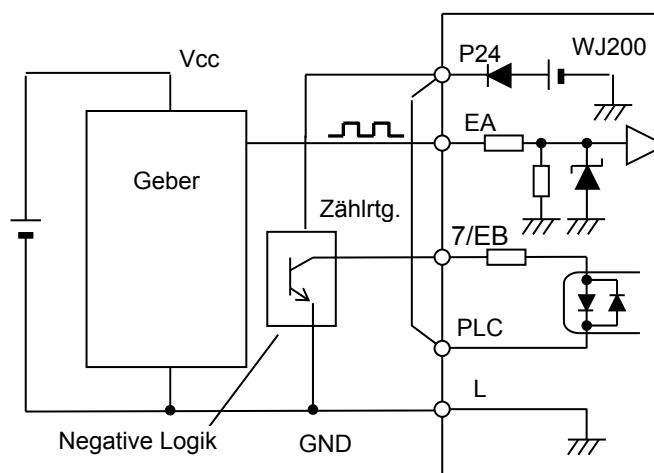 Vcc
P24
WJ200
EA
Geber
Zählrtg.
7/EB
PLC
L
Negative Logik
GND